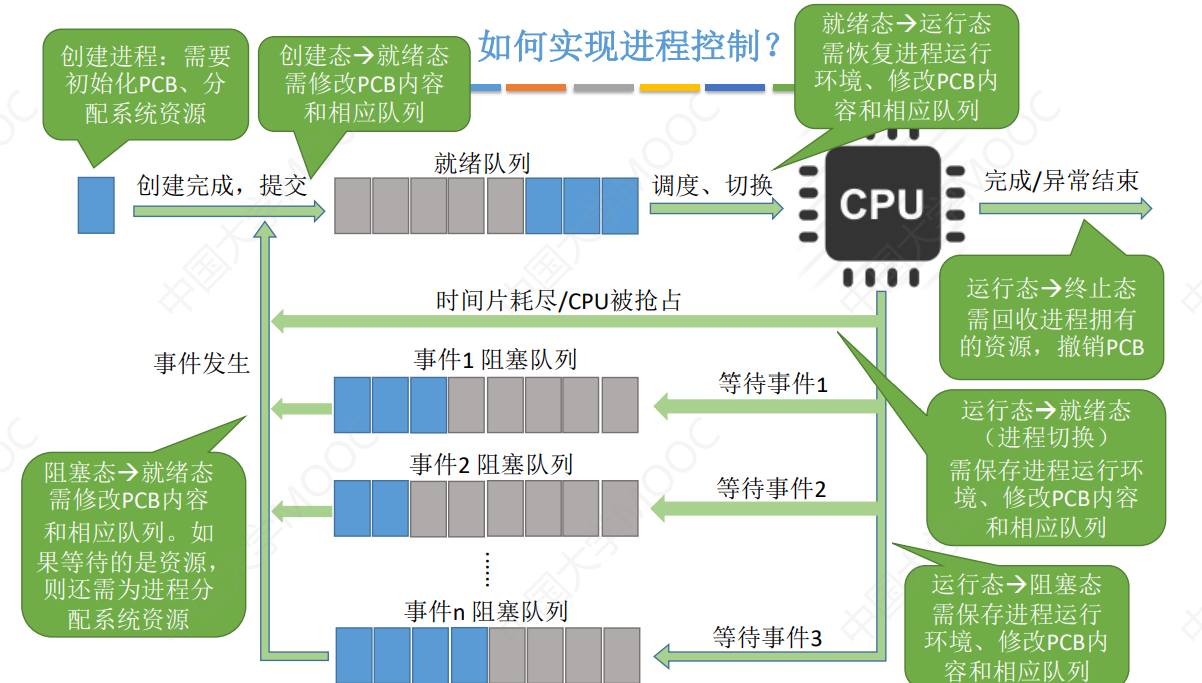 如何实现进程控制？
创建进程：需要
初始化PCB、分
配系统资源
创建态→就绪态
需修改PCB内容
和相应队列
就绪态→运行态
需恢复进程运行
环境、修改PCB内
容和相应队列
创建完成，提交
就绪队列
调度、切换
CPU
完成/异常结束
运行态→终止态
需回收进程拥有
的资源，撤销PCB
时间片耗尽/CPU被抢占
事件发生
事件1 阻塞队列
等待事件1
运行态→就绪态
（进程切换）
需保存进程运行环
境、修改PCB内容
和相应队列
阻塞态→就绪态
需修改PCB内容
和相应队列。如
果等待的是资源，
则还需为进程分
配系统资源
事件2 阻塞队列
等待事件2
......
事件n 阻塞队列
等待事件3
运行态→阻塞态
需保存进程运行
环境、修改PCB内
容和相应队列
中国大学MOOC